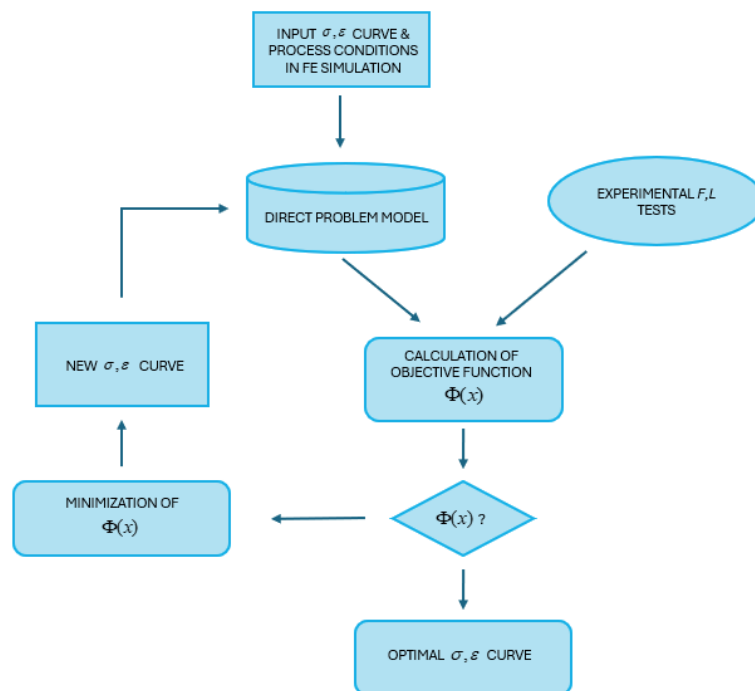 INPUT σ,ε CURVE &
PROCESS CONDITIONS
IN FE SIMULATION
DIRECT PROBLEM MODEL
EXPERIMENTAL F,L
TESTS
CALCULATION OF
OBJECTIVE FUNCTION
Φ(x)
NEW σ,ε CURVE
MINIMIZATION OF
Φ(x)
Φ(x) ?
OPTIMAL σ,ε CURVE